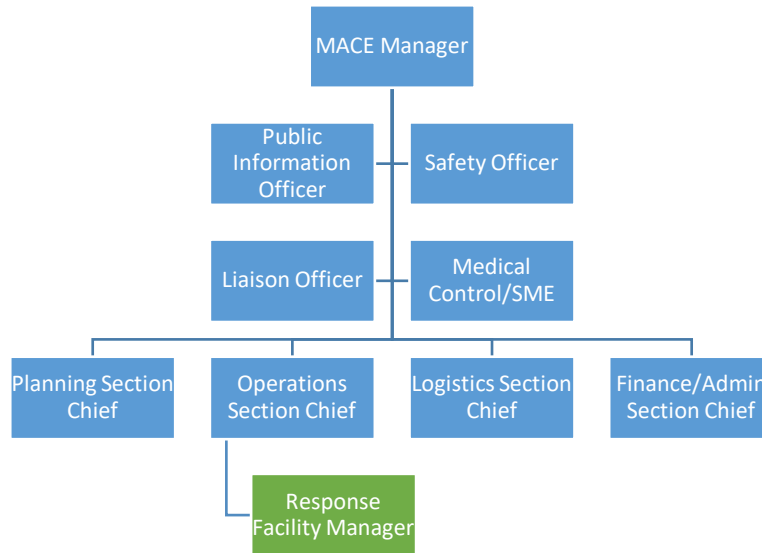 MACE Manager
Public
Information
Officer
Safety Officer
Liaison Officer
Medical
Control/SME
Planning Section
Chief
Operations
Section Chief
Logistics Section
Chief
Finance/Admin
Section Chief
Response
Facility Manager